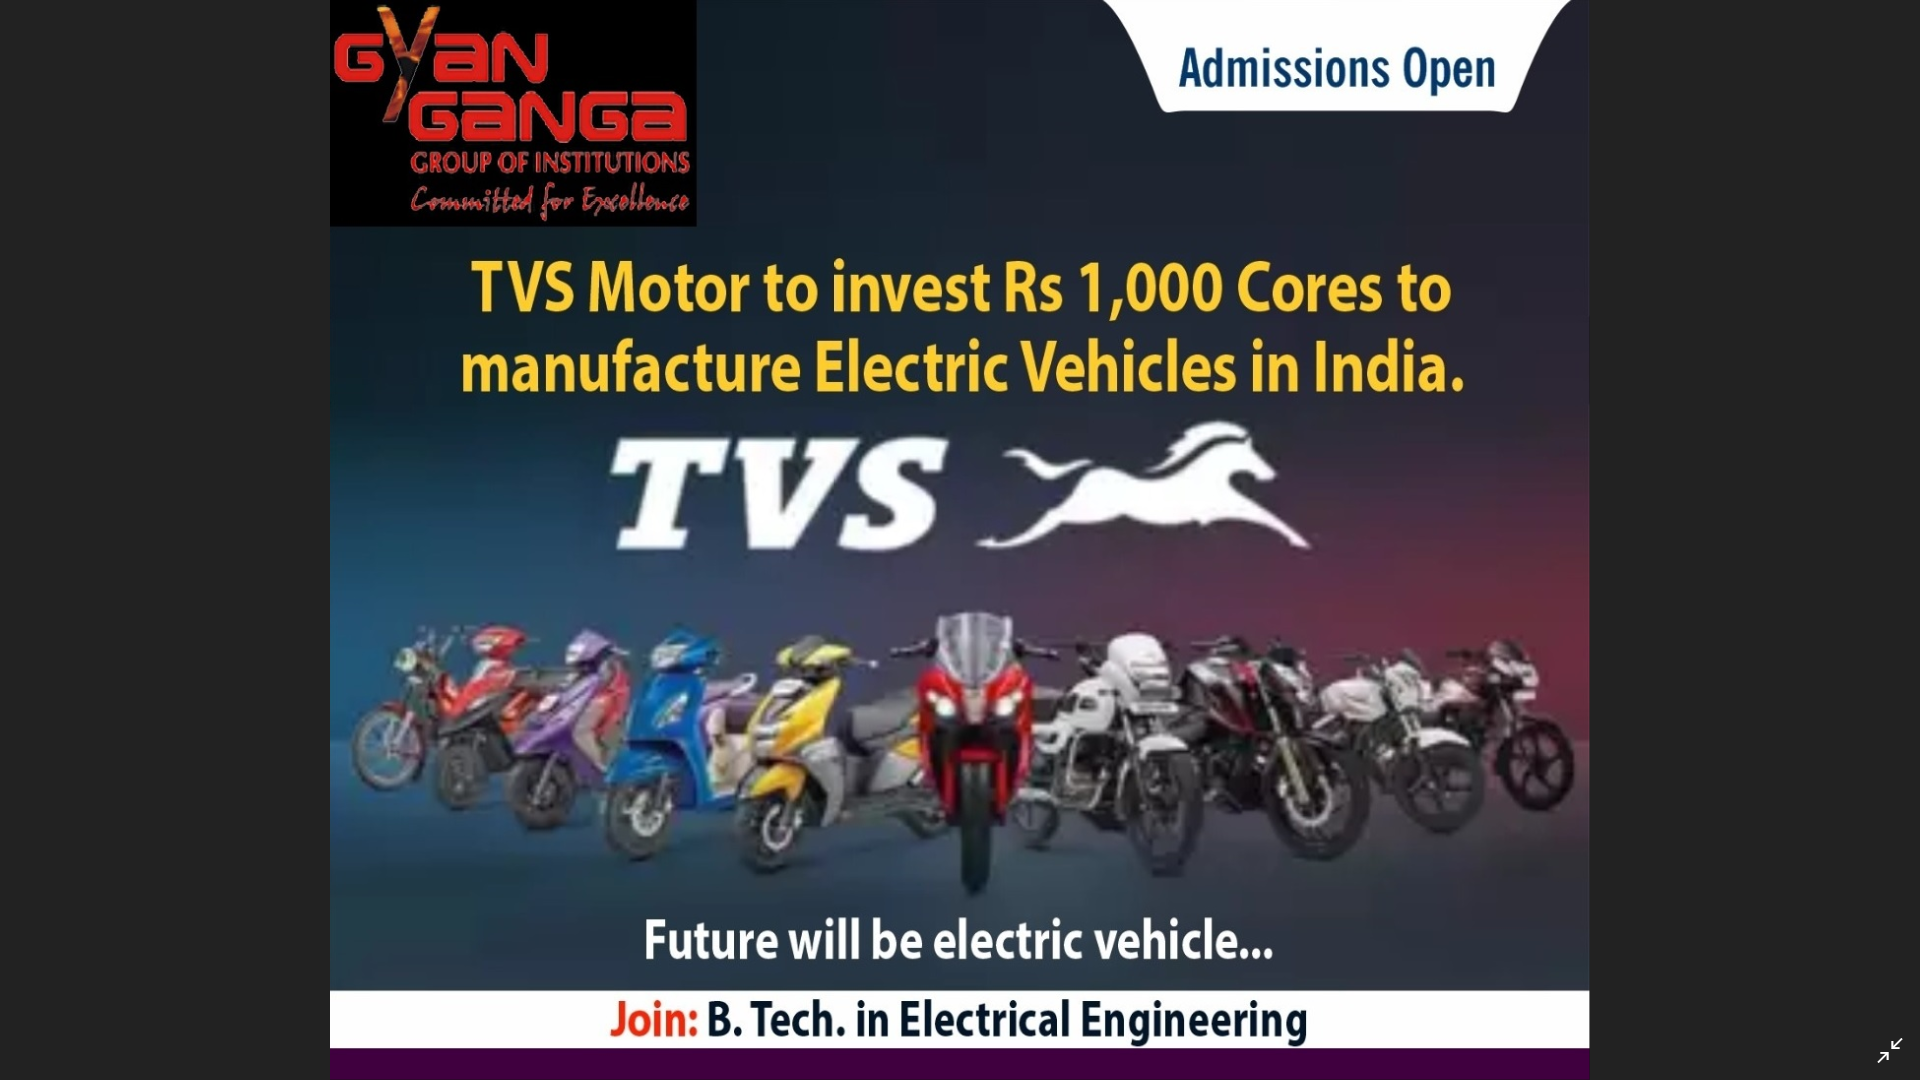 GYAN
GANGA
GROUP OF INSTITUTIONS
Committed for Excellence
Admissions Open
TVS Motor to invest Rs 1,000 Cores to
manufacture Electric Vehicles in India.
TVS
Future will be electric vehicle...
Join: B. Tech. in Electrical Engineering